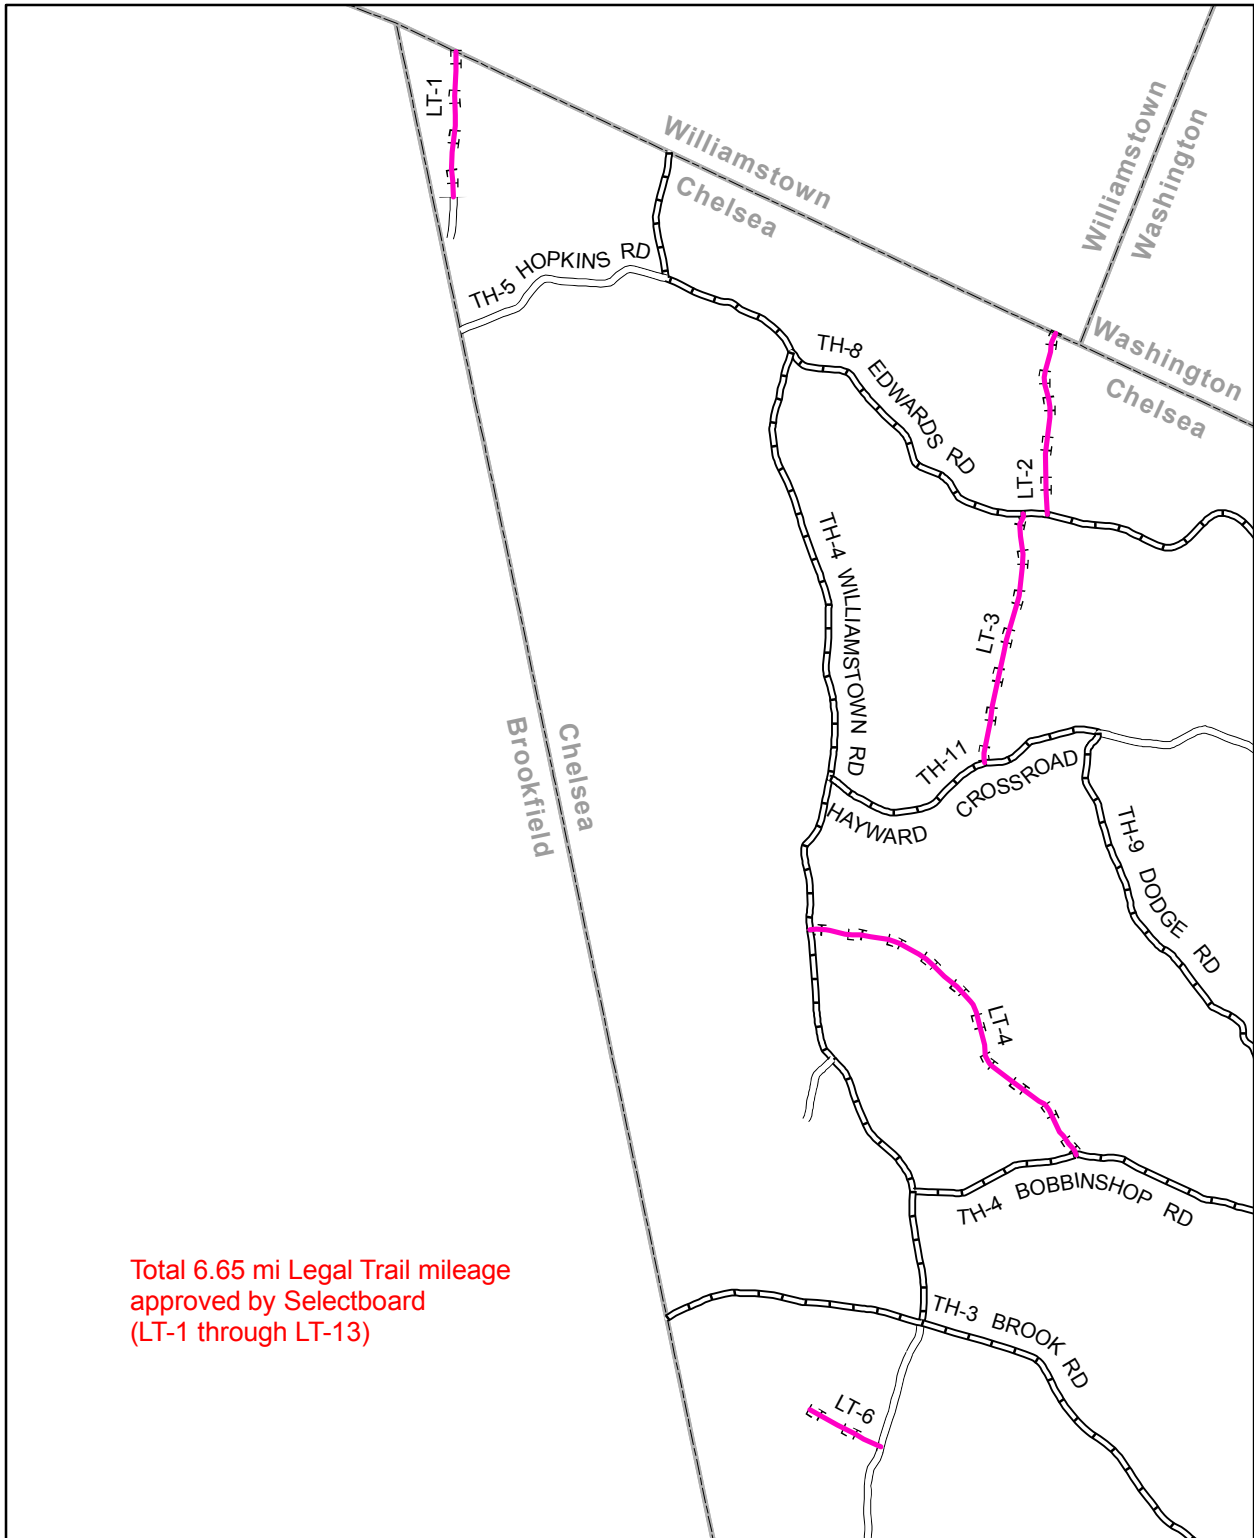 LT-1
Williamstown
Chelsea
Williamstown
Washington
TH-5 HOPKINS RD
Washington
Chelsea
TH-8 EDWARDS RD
LT-2
TH-4 WILLIAMSTOWN RD
LT-3
Chelsea
Brookfield
TH-11
HAYWARD CROSSROAD
TH-9 DODGE RD
LT-4
TH-4 BOBBINSHOP RD
Total 6.65 mi Legal Trail mileage
approved by Selectboard
(LT-1 through LT-13)
TH-3 BROOK RD
LT-6